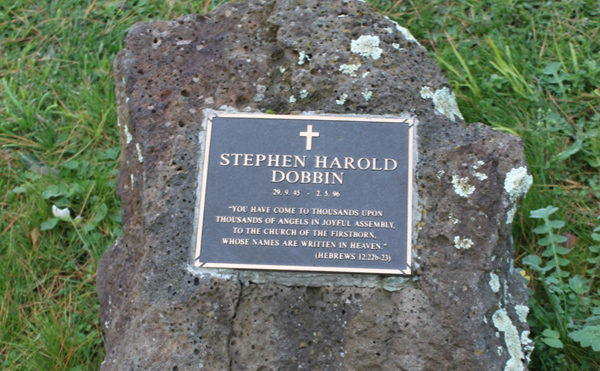 STEPHEN HAROLD
DOBBIN
29. 9. 45 - 2. 5. 96
"YOU HAVE COME TO THOUSANDS UPON
THOUSANDS OF ANGELS IN JOYFUL ASSEMBLY,
TO THE CHURCH OF THE FIRSTBORN,
WHOSE NAMES ARE WRITTEN IN HEAVEN."
(HEBREWS 12:22b-23)